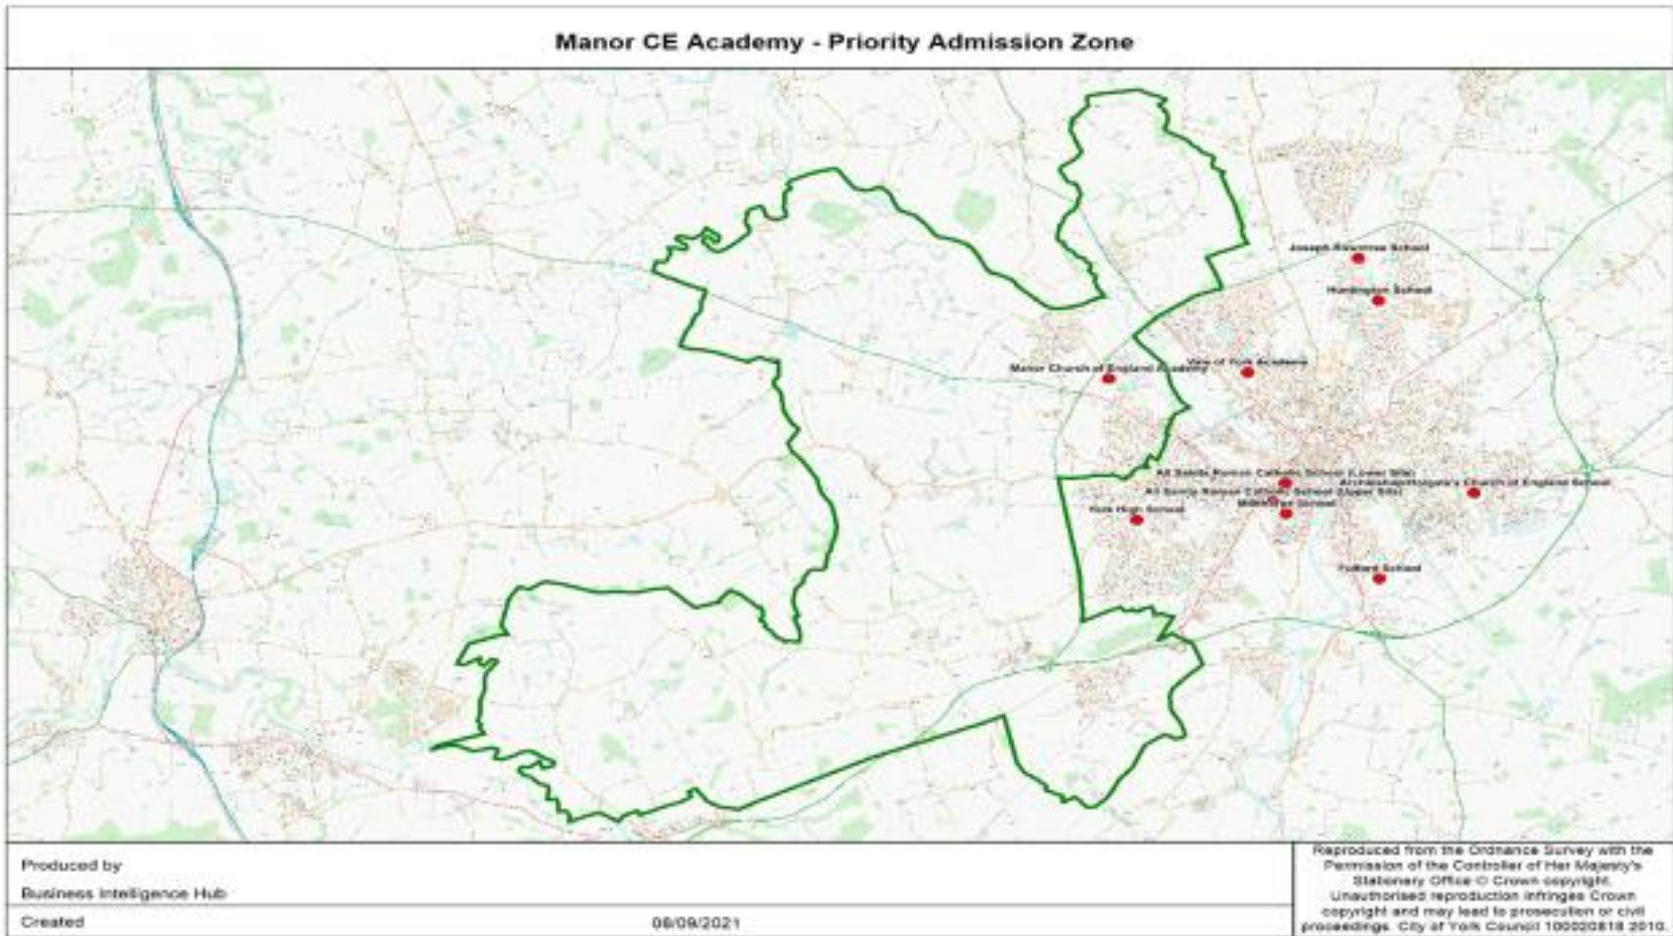 Manor CE Academy - Priority Admission Zone
Joseph Rowntree School
Huntington School
Vale of York Academy
Manor Church of England Academy
All Saints Roman Catholic School (Lower Site)
Archbishop Holgate's Church of England School
All Saints Roman Catholic School (Upper Site)
Millthorpe School
York High School
Fulford School
Produced by
Business Intelligence Hub
Created
08/09/2021
Reproduced from the Ordnance Survey with the
Permission of the Controller of Her Majesty's
Stationery Office © Crown copyright.
Unauthorised reproduction infringes Crown
copyright and may lead to prosecution or civil
proceedings. City of York Council 100020818 2010.